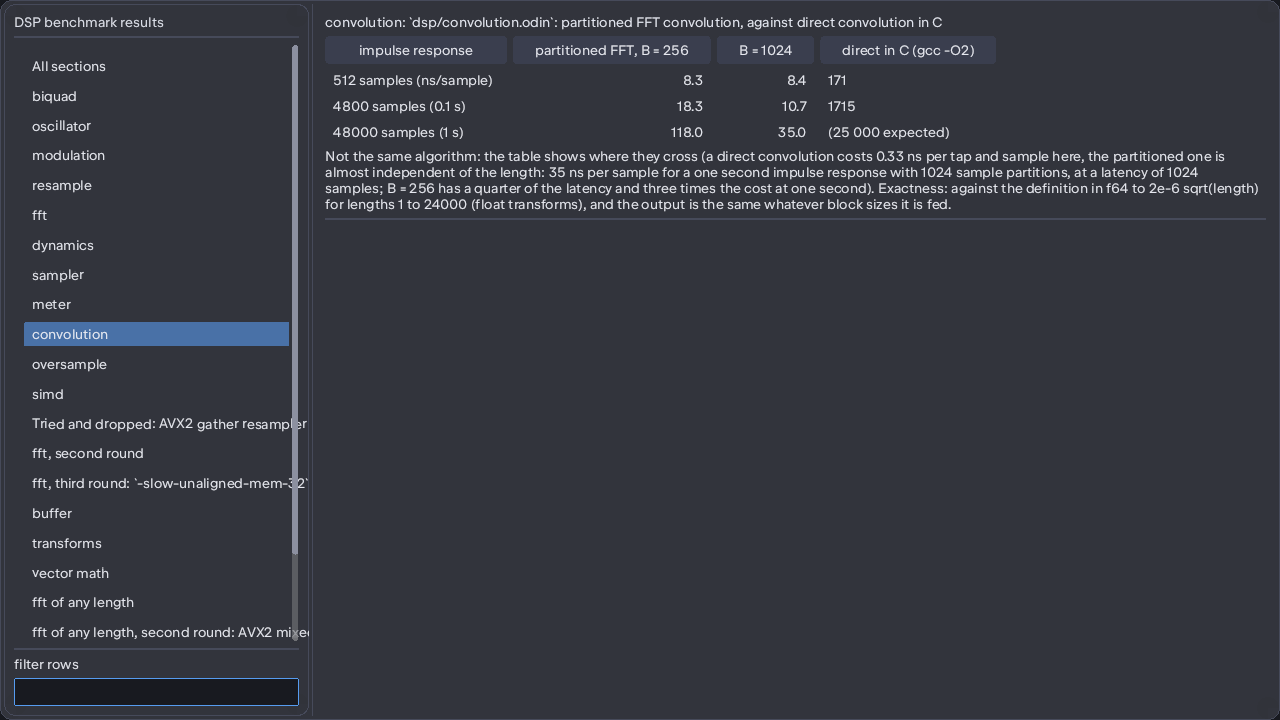 DSP benchmark results
All sections
biquad
oscillator
modulation
resample
fft
dynamics
sampler
meter
convolution
oversample
simd
Tried and dropped: AVX2 gather resampler
fft, second round
fft, third round: `-slow-unaligned-mem-32`
buffer
transforms
vector math
fft of any length
fft of any length, second round: AVX2 mixed
filter rows
convolution: `dsp/convolution.odin`: partitioned FFT convolution, against direct convolution in C
impulse response partitioned FFT, B = 256 B = 1024 direct in C (gcc -O2)
512 samples (ns/sample) 8.3 8.4 171
4800 samples (0.1 s) 18.3 10.7 1715
48000 samples (1 s) 118.0 35.0 (25 000 expected)
Not the same algorithm: the table shows where they cross (a direct convolution costs 0.33 ns per tap and sample here, the partitioned one is
almost independent of the length: 35 ns per sample for a one second impulse response with 1024 sample partitions, at a latency of 1024
samples; B = 256 has a quarter of the latency and three times the cost at one second). Exactness: against the definition in f64 to 2e-6 sqrt(length)
for lengths 1 to 24000 (float transforms), and the output is the same whatever block sizes it is fed.